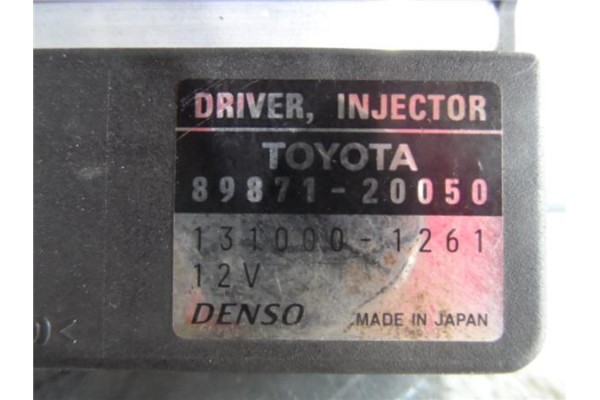 DRIVER, INJECTOR
TOYOTA
89871-20050
131000-1261
12V
DENSO MADE IN JAPAN